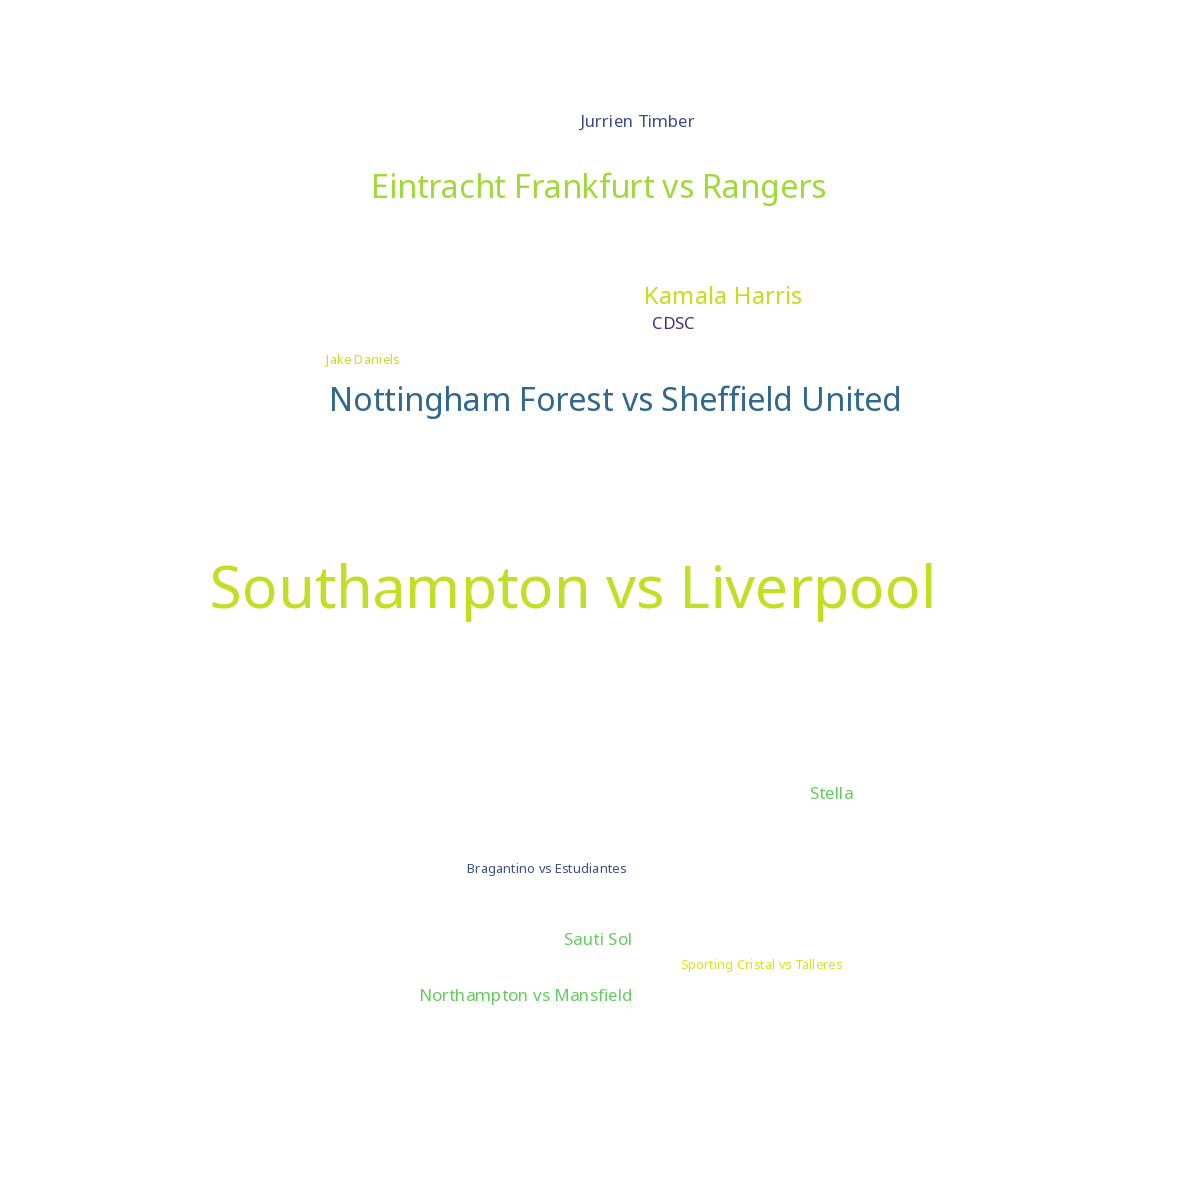 Jurrien Timber
Eintracht Frankfurt vs Rangers
Kamala Harris
CDSC
Jake Daniels
Nottingham Forest vs Sheffield United
Southampton vs Liverpool
Stella
Bragantino vs Estudiantes
Sauti Sol
Sporting Cristal vs Talleres
Northampton vs Mansfield